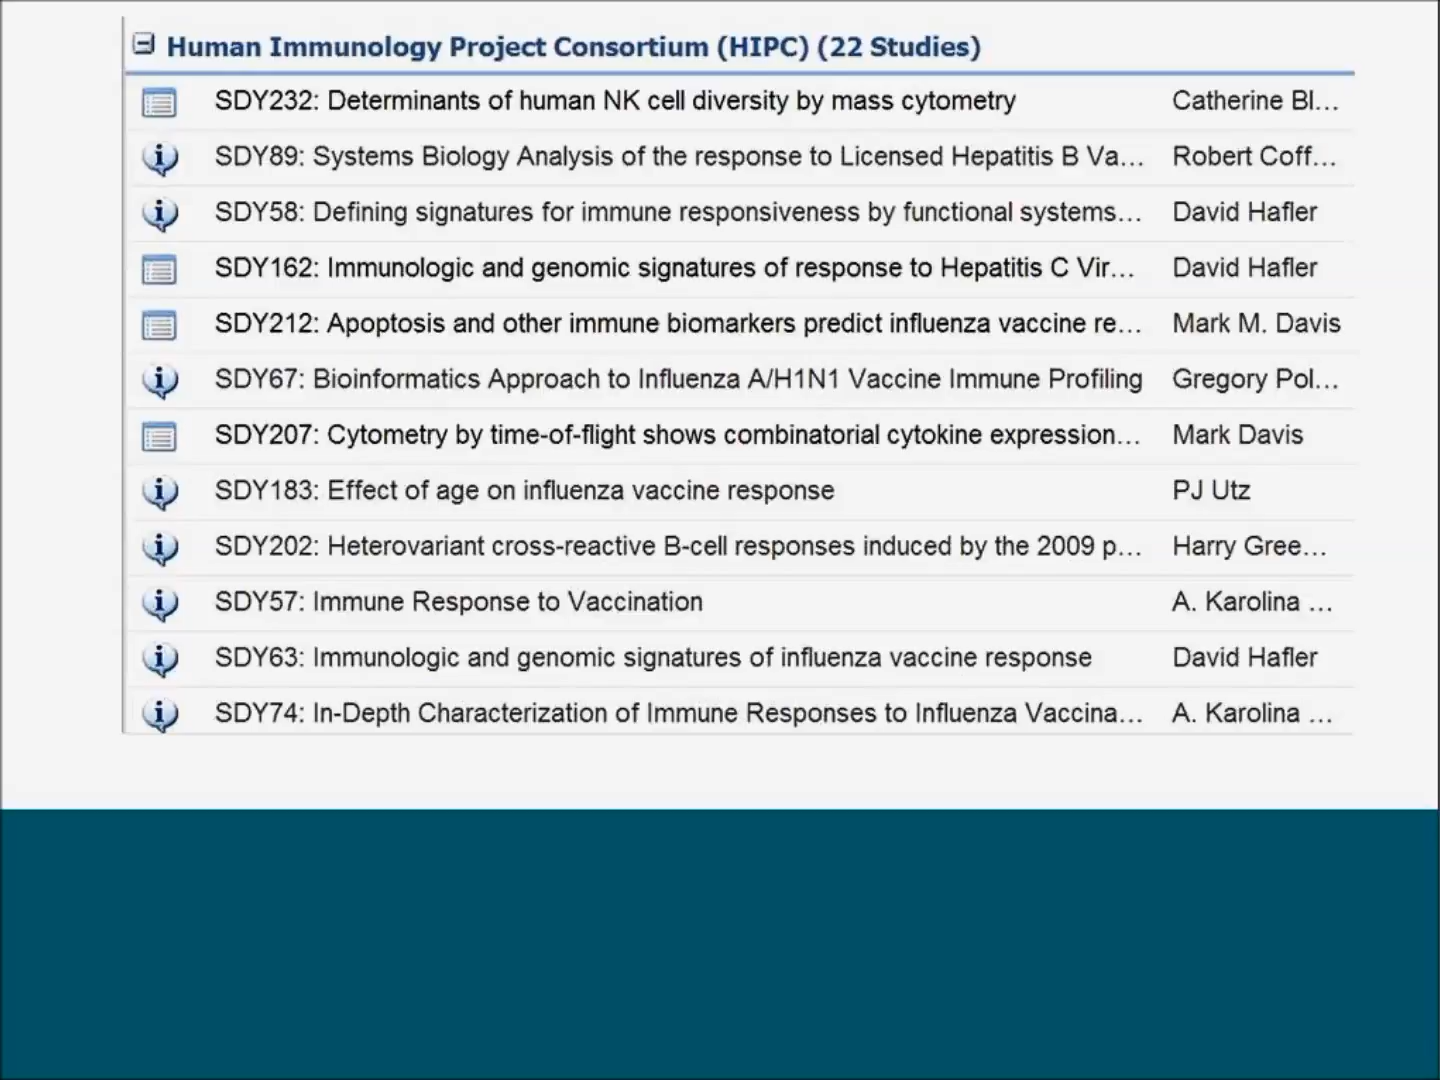 Human Immunology Project Consortium (HIPC) (22 Studies)
SDY232: Determinants of human NK cell diversity by mass cytometry Catherine Bl...
SDY89: Systems Biology Analysis of the response to Licensed Hepatitis B Va... Robert Coff...
SDY58: Defining signatures for immune responsiveness by functional systems... David Hafler
SDY162: Immunologic and genomic signatures of response to Hepatitis C Vir... David Hafler
SDY212: Apoptosis and other immune biomarkers predict influenza vaccine re... Mark M. Davis
SDY67: Bioinformatics Approach to Influenza A/H1N1 Vaccine Immune Profiling Gregory Pol...
SDY207: Cytometry by time-of-flight shows combinatorial cytokine expression... Mark Davis
SDY183: Effect of age on influenza vaccine response PJ Utz
SDY202: Heterovariant cross-reactive B-cell responses induced by the 2009 p... Harry Gree...
SDY57: Immune Response to Vaccination A. Karolina ...
SDY63: Immunologic and genomic signatures of influenza vaccine response David Hafler
SDY74: In-Depth Characterization of Immune Responses to Influenza Vaccina... A. Karolina ...